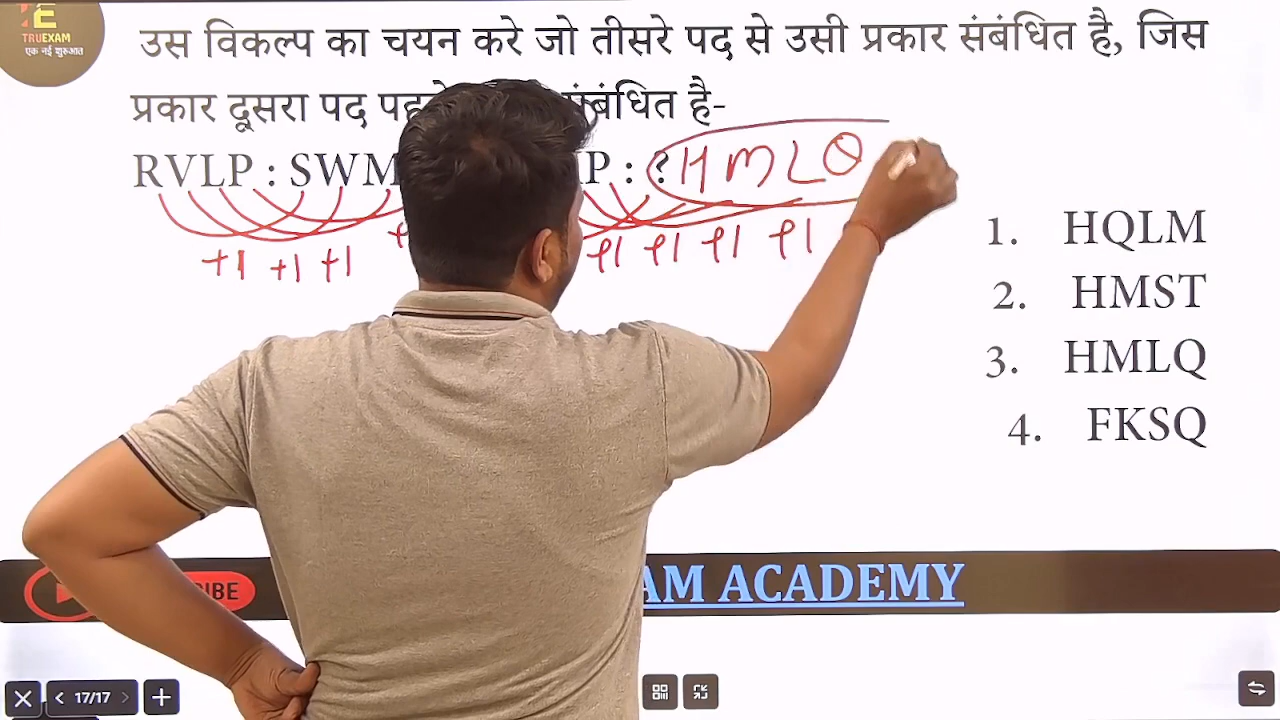 TRUEXAM
एक नई शुरुआत
उस विकल्प का चयन करे जो तीसरे पद से उसी प्रकार संबंधित है, जिस
प्रकार दूसरा पद संबंधित है-
RVLP : SWM P : ? HMLQ
+1 +1 +1 +1 +1 +1 +1
1. HQLM
2. HMST
3. HMLQ
4. FKSQ
AM ACADEMY
17/17